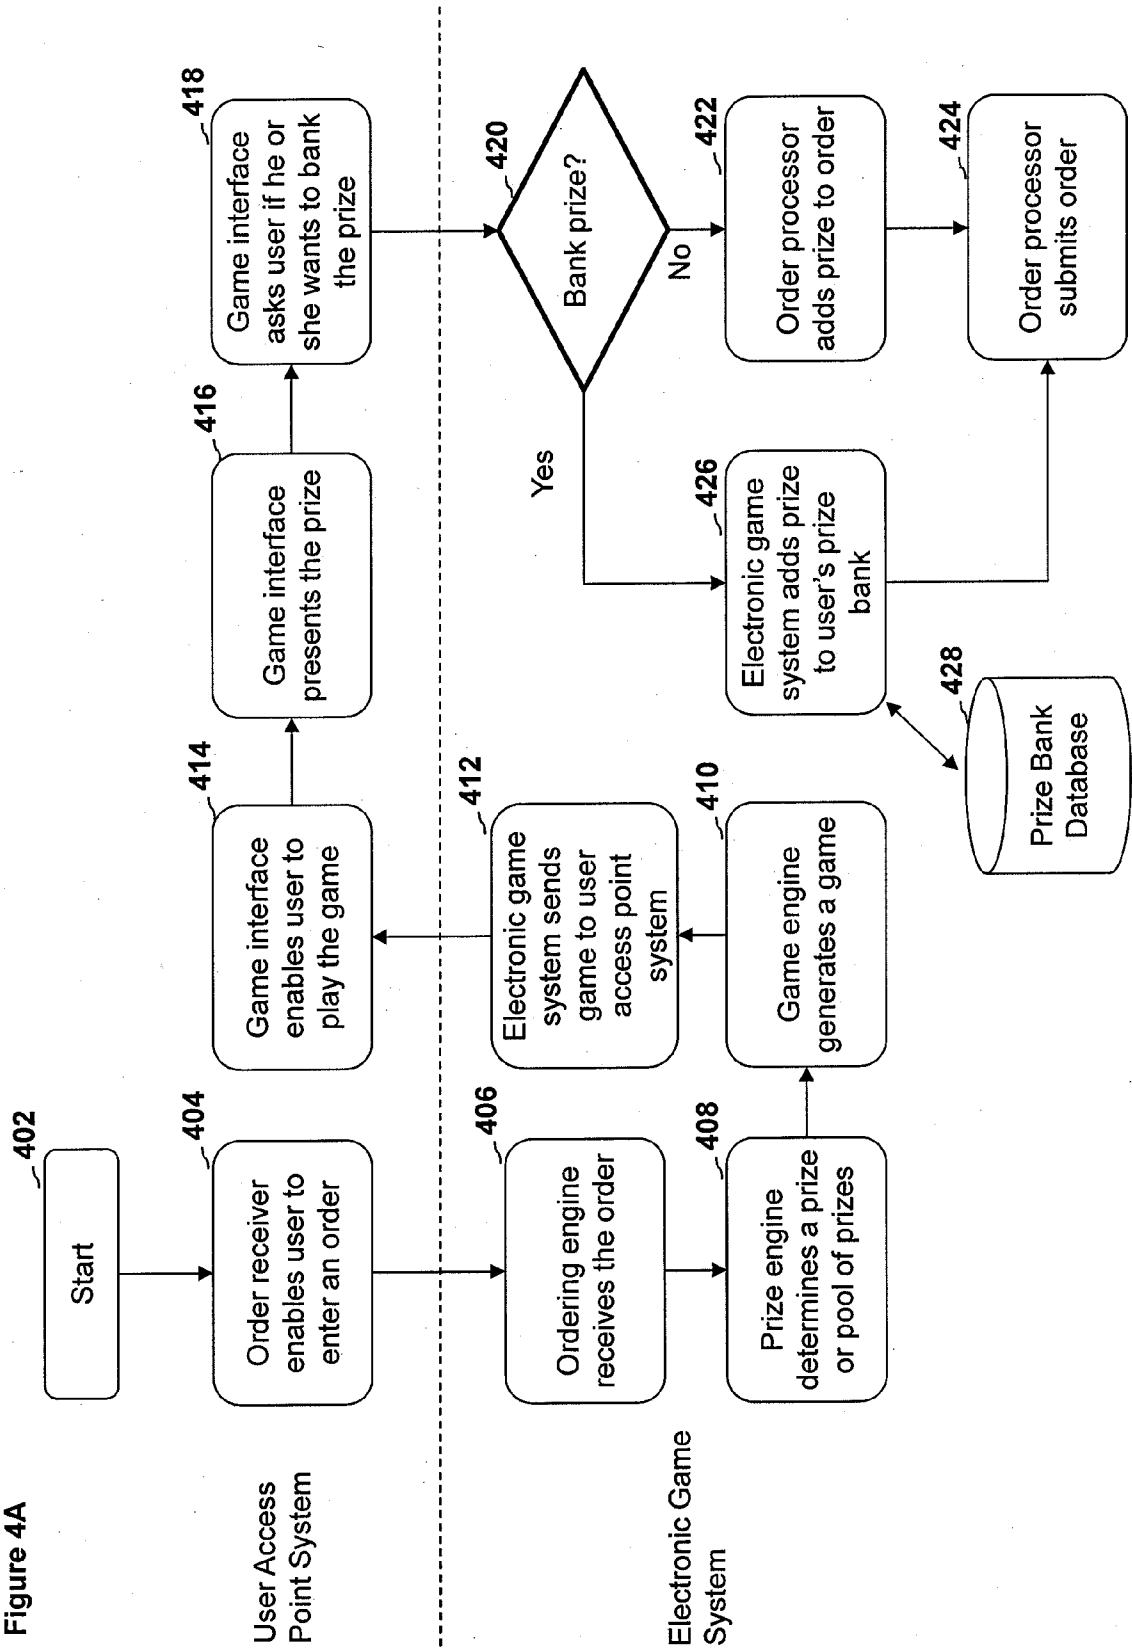 Figure 4A
402
Start
User Access
Point System
404
Order receiver
enables user to
enter an order
414
Game interface
enables user to
play the game
416
Game interface
presents the prize
418
Game interface
asks user if he or
she wants to bank
the prize
Electronic Game
System
406
Ordering engine
receives the order
408
Prize engine
determines a prize
or pool of prizes
412
Electronic game
system sends
game to user
access point
system
410
Game engine
generates a game
420
Bank prize?
Yes
No
426
Electronic game
system adds prize
to user's prize
bank
422
Order processor
adds prize to order
428
Prize Bank
Database
424
Order processor
submits order